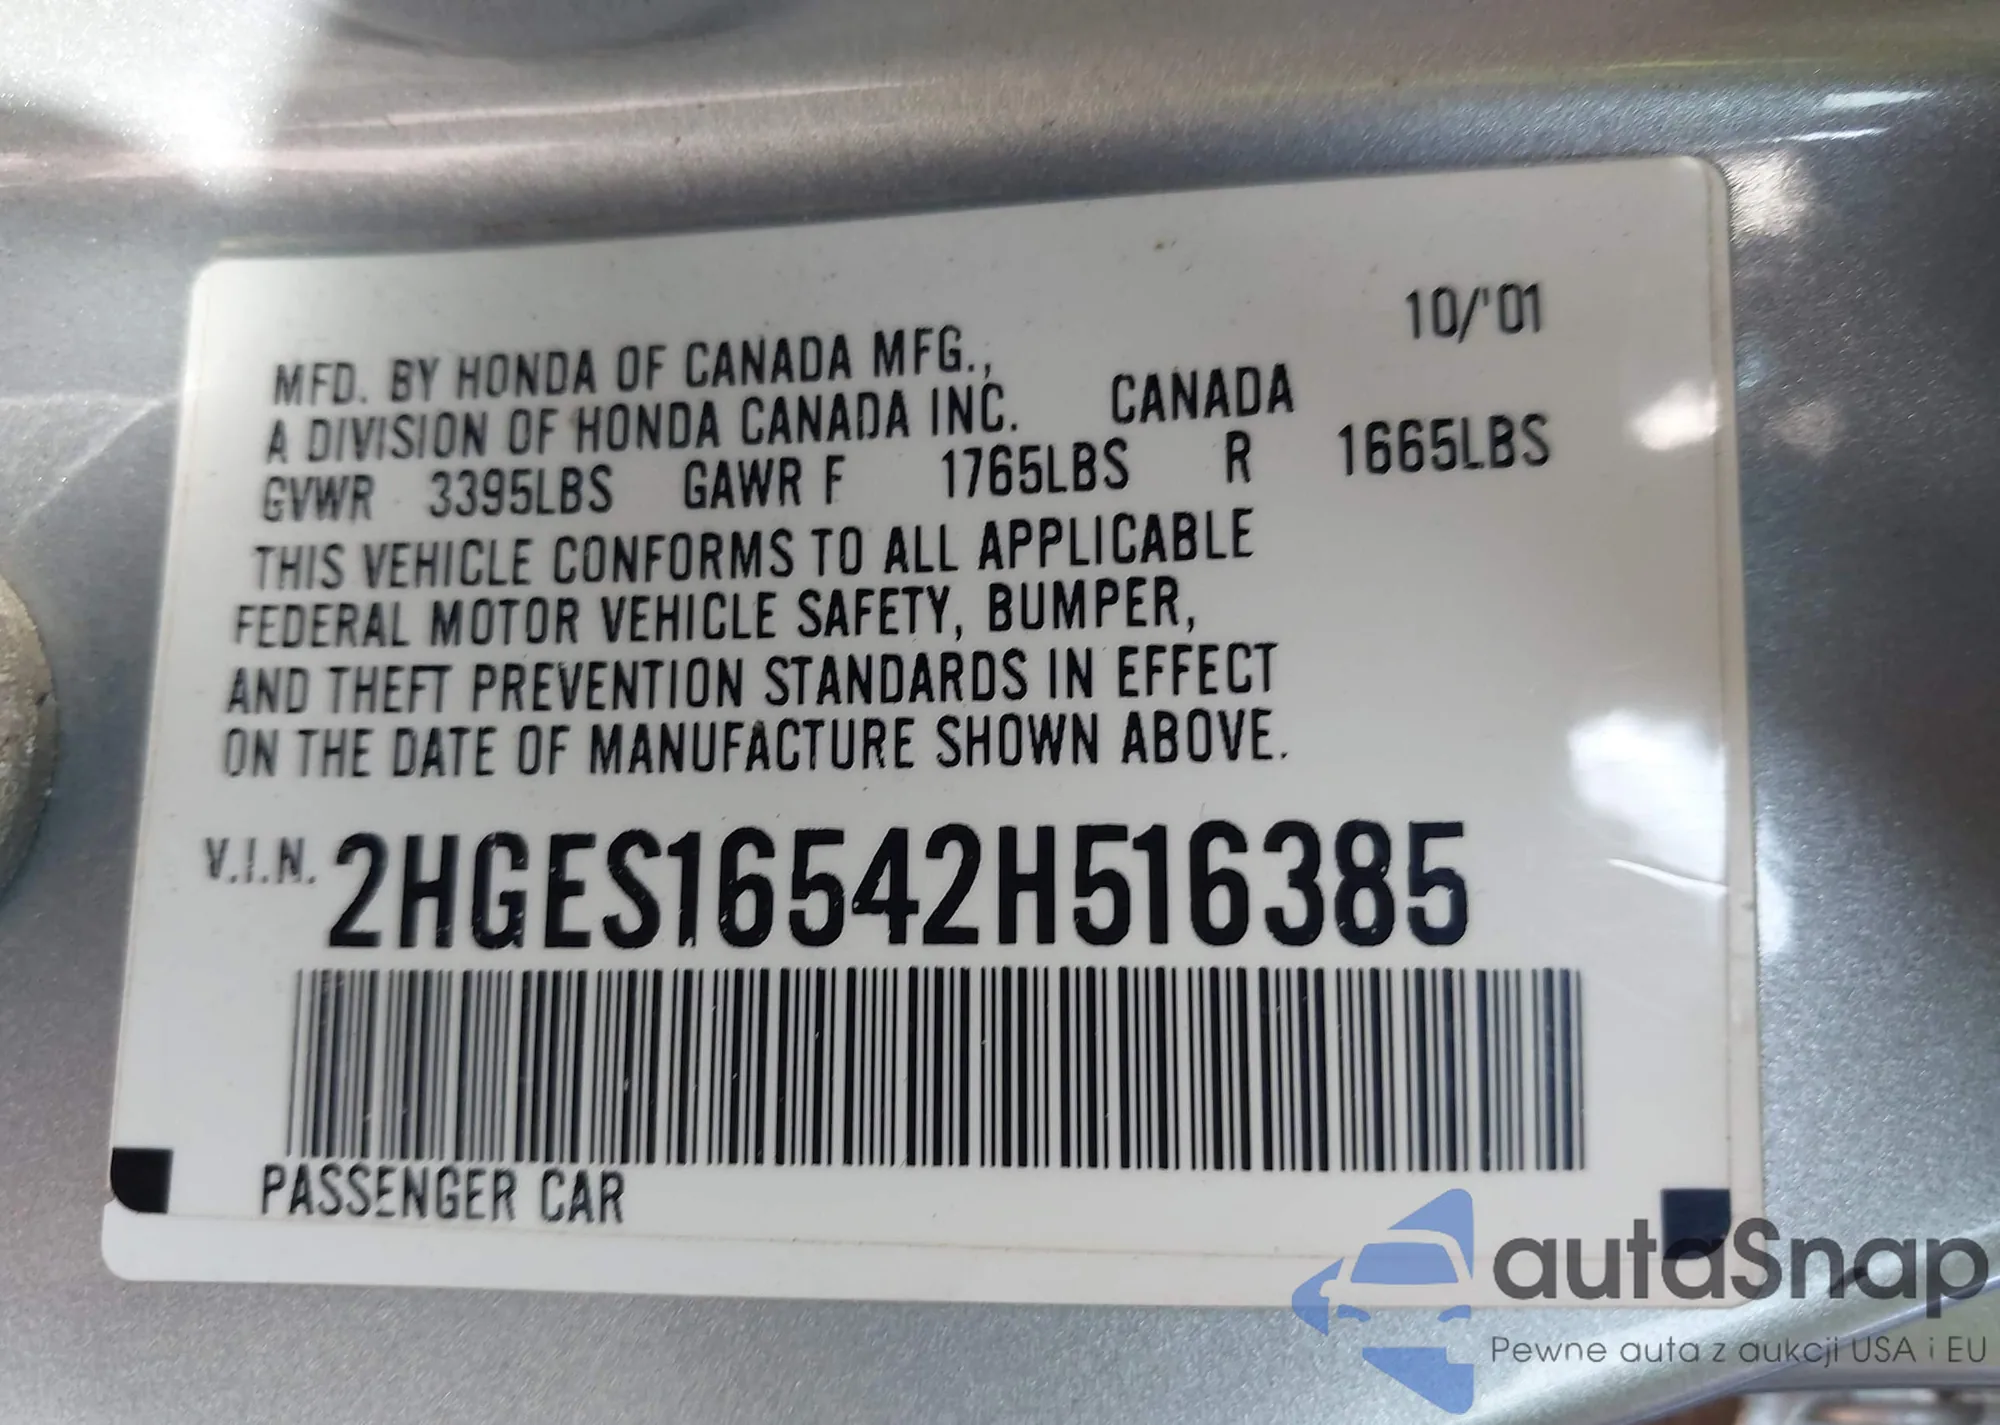 10/'01
MFD. BY HONDA OF CANADA MFG.,
A DIVISION OF HONDA CANADA INC. CANADA
GVWR 3395LBS GAWR F 1765LBS R 1665LBS
THIS VEHICLE CONFORMS TO ALL APPLICABLE
FEDERAL MOTOR VEHICLE SAFETY, BUMPER,
AND THEFT PREVENTION STANDARDS IN EFFECT
ON THE DATE OF MANUFACTURE SHOWN ABOVE.
V.I.N. 2HGES16542H516385
PASSENGER CAR
autaSnap
Pewne auta z aukcji USA i EU